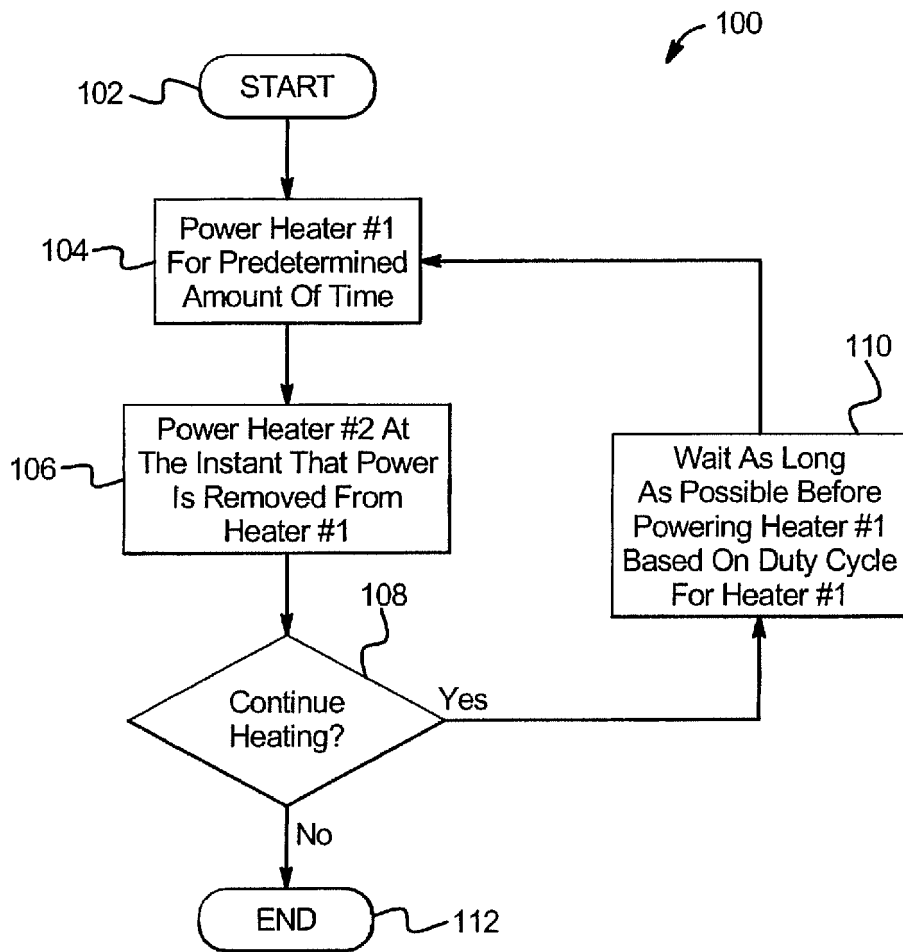 100
102
START
104
Power Heater #1
For Predetermined
Amount Of Time
106
Power Heater #2 At
The Instant That Power
Is Removed From
Heater #1
110
Wait As Long
As Possible Before
Powering Heater #1
Based On Duty Cycle
For Heater #1
108
Continue
Heating?
Yes
No
END
112